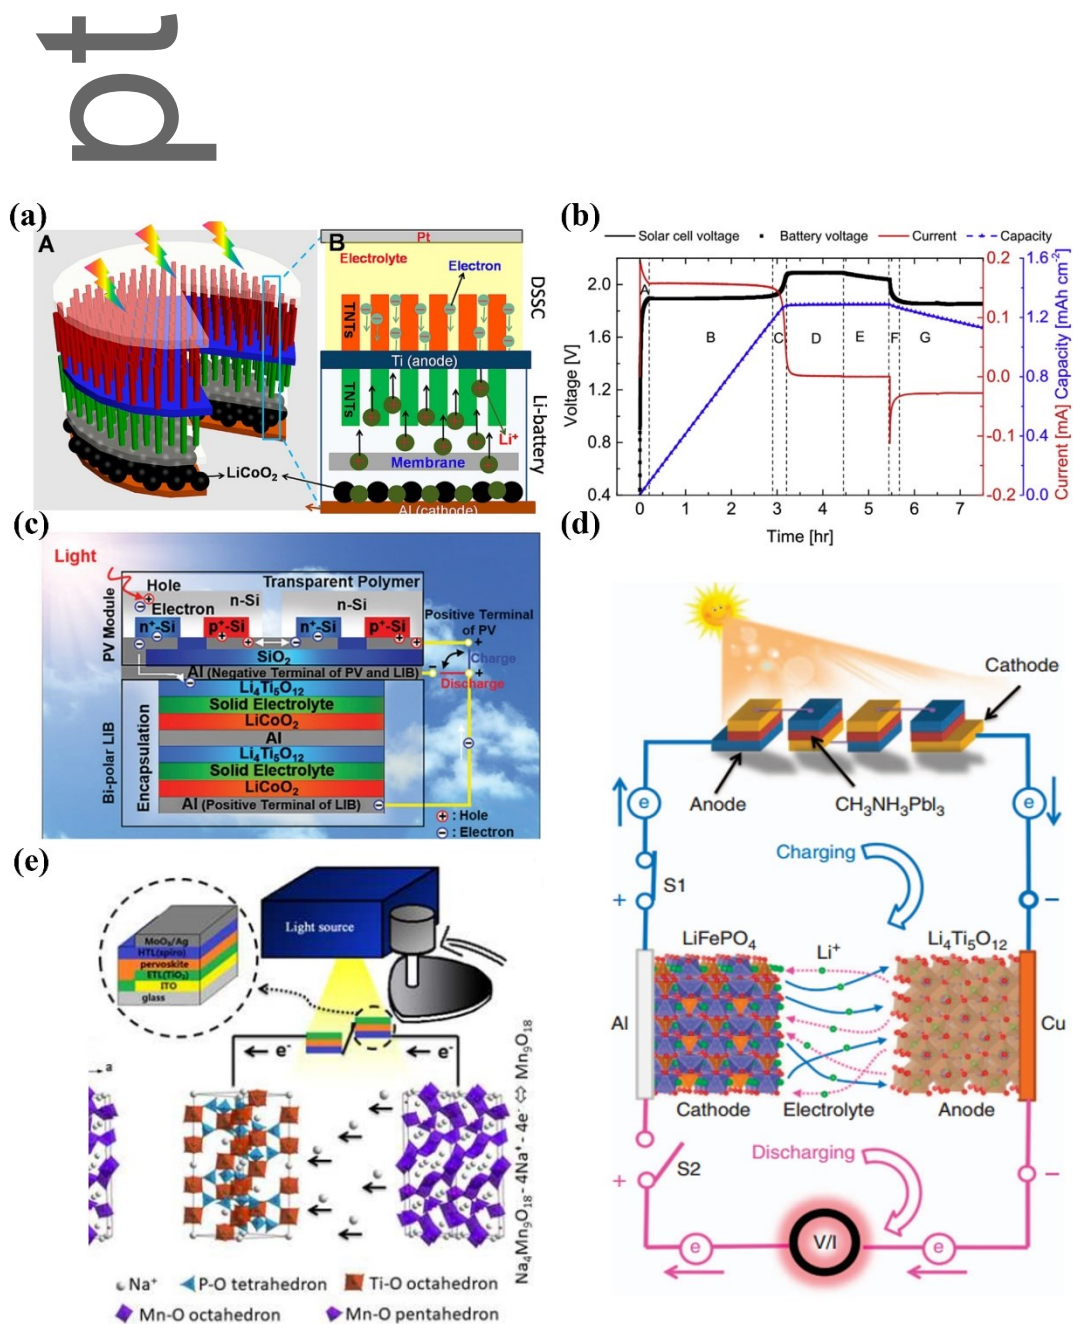 pt
(a)
A
LiCoO2
B
Pt
Electrolyte
Electron
TNTs
DSSC
Ti (anode)
TNTs
Li+
Li-battery
Membrane
Al (cathode)
(b)
Solar cell voltage
Battery voltage
Current
Capacity
Voltage [V]
2.0
1.6
1.2
0.8
0.4
A
B
C
D
E
F
G
0 1 2 3 4 5 6 7
Time [hr]
0.2
0.1
0.0
-0.1
-0.2
Current [mA]
1.6
1.2
0.8
0.4
0.0
Capacity [mAh cm-2]
(c)
Light
Hole
Electron
Transparent Polymer
n-Si
n-Si
n+-Si
p+-Si
n+-Si
p+-Si
SiO2
PV Module
Positive Terminal
of PV
Charge
Discharge
Al (Negative Terminal of PV and LIB)
Li4Ti5O12
Solid Electrolyte
LiCoO2
Al
Li4Ti5O12
Solid Electrolyte
LiCoO2
Al (Positive Terminal of LIB)
Bi-polar LIB
Encapsulation
+ : Hole
− : Electron
(d)
Cathode
Anode
CH3NH3PbI3
e
e
Charging
S1
+
−
LiFePO4
Li+
Li4Ti5O12
Al
Cu
Cathode
Electrolyte
Anode
S2
Discharging
+
−
V/I
e
e
(e)
Light source
MoO3/Ag
HTL(spiro)
pervoskite
ETL(TiO2)
ITO
glass
e-
e-
a
Na4Mn9O18- 4Na+ - 4e- ⇔ Mn9O18
Na+
P-O tetrahedron
Ti-O octahedron
Mn-O octahedron
Mn-O pentahedron